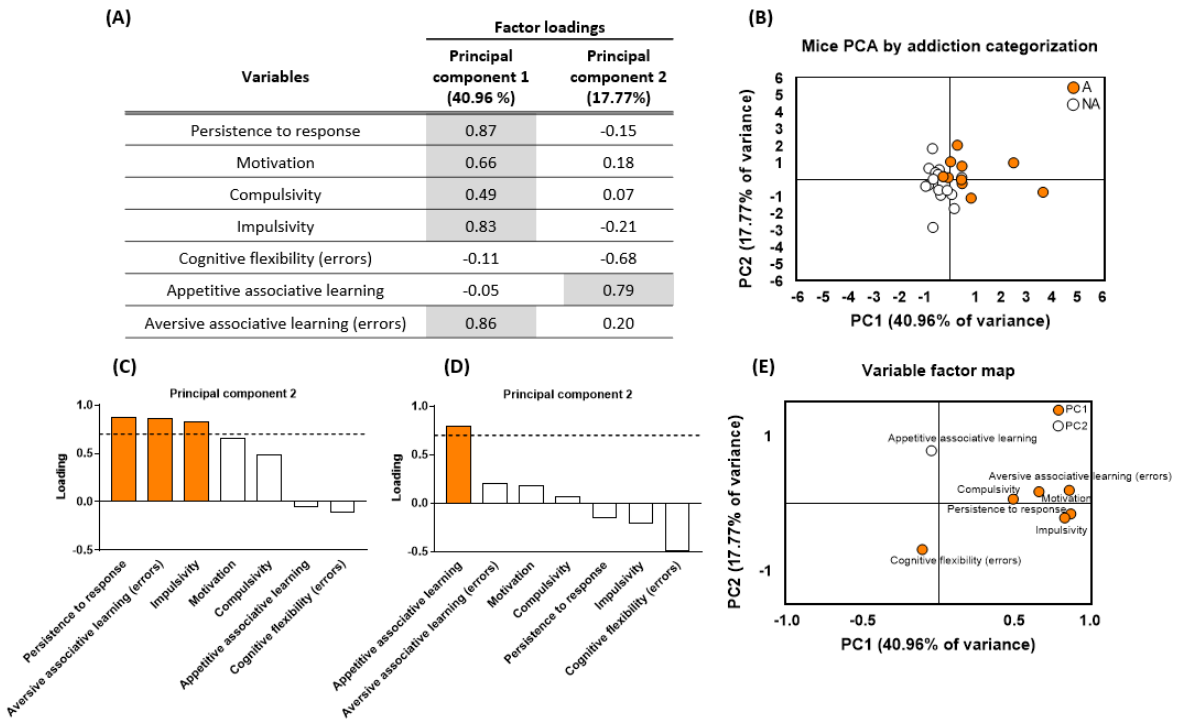 (A)
Factor loadings
Variables
Principal component 1 (40.96 %)
Principal component 2 (17.77%)
Persistence to response 0.87 -0.15
Motivation 0.66 0.18
Compulsivity 0.49 0.07
Impulsivity 0.83 -0.21
Cognitive flexibility (errors) -0.11 -0.68
Appetitive associative learning -0.05 0.79
Aversive associative learning (errors) 0.86 0.20
(B)
Mice PCA by addiction categorization
PC2 (17.77% of variance)
6
5
4
3
2
1
-1
-2
-3
-4
-5
-6
A
NA
-6 -5 -4 -3 -2 -1 1 2 3 4 5 6
PC1 (40.96% of variance)
(C)
Principal component 2
Loading
1.0
0.5
0.0
-0.5
Persistence to response
Aversive associative learning (errors)
Impulsivity
Motivation
Compulsivity
Appetitive associative learning
Cognitive flexibility (errors)
(D)
Principal component 2
Loading
1.0
0.5
0.0
-0.5
Appetitive associative learning
Aversive associative learning (errors)
Motivation
Compulsivity
Persistence to response
Impulsivity
Cognitive flexibility (errors)
(E)
Variable factor map
PC2 (17.77% of variance)
1
-1
PC1
PC2
Appetitive associative learning
Aversive associative learning (errors)
Compulsivity
Motivation
Persistence to response
Impulsivity
Cognitive flexibility (errors)
-1.0 -0.5 0.5 1.0
PC1 (40.96% of variance)